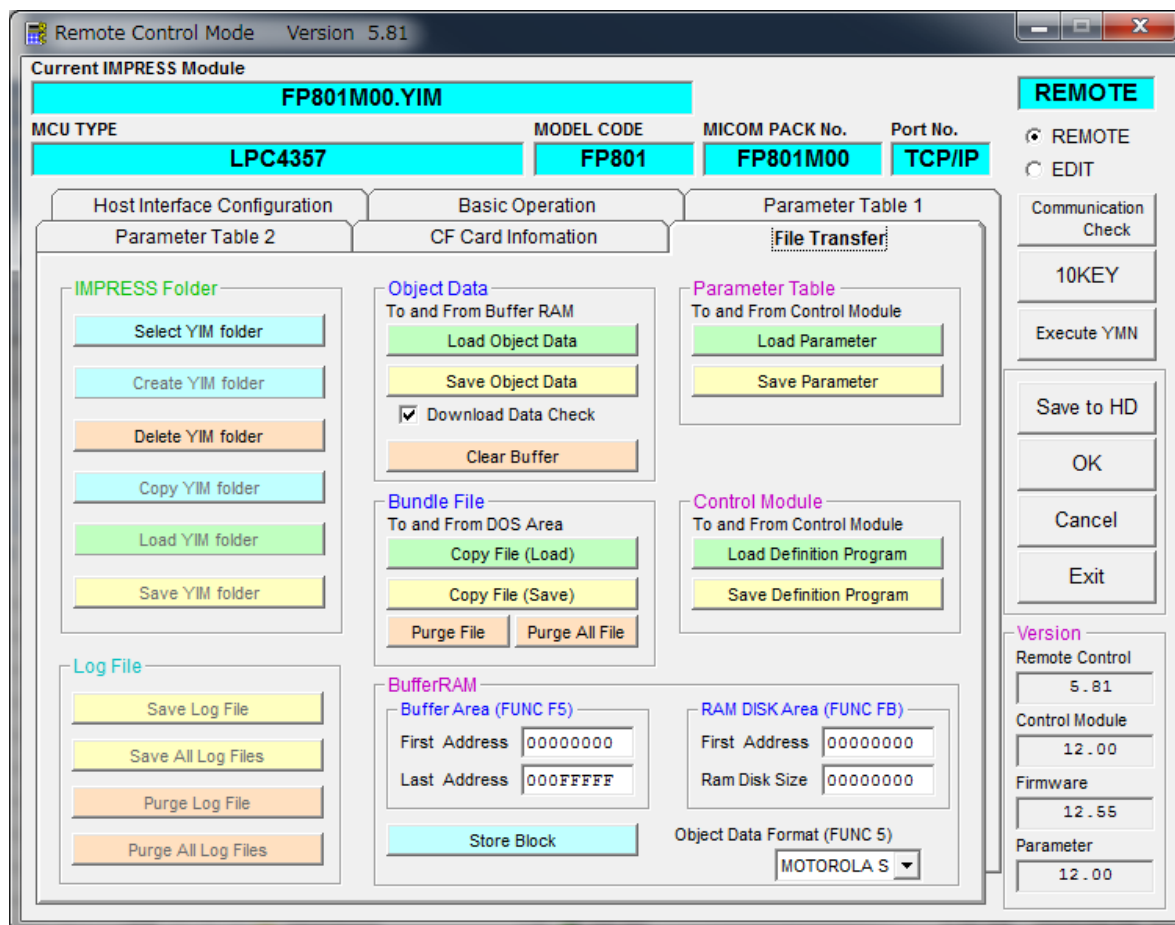 Remote Control Mode Version 5.81
Current IMPRESS Module
FP801M00.YIM
REMOTE
MCU TYPE
MODEL CODE
MICOM PACK No.
Port No.
LPC4357
FP801
FP801M00
TCP/IP
REMOTE
EDIT
Host Interface Configuration
Basic Operation
Parameter Table 1
Parameter Table 2
CF Card Infomation
File Transfer
Communication
Check
10KEY
Execute YMN
Save to HD
OK
Cancel
Exit
IMPRESS Folder
Select YIM folder
Create YIM folder
Delete YIM folder
Copy YIM folder
Load YIM folder
Save YIM folder
Log File
Save Log File
Save All Log Files
Purge Log File
Purge All Log Files
Object Data
To and From Buffer RAM
Load Object Data
Save Object Data
Download Data Check
Clear Buffer
Bundle File
To and From DOS Area
Copy File (Load)
Copy File (Save)
Purge File
Purge All File
Parameter Table
To and From Control Module
Load Parameter
Save Parameter
Control Module
To and From Control Module
Load Definition Program
Save Definition Program
BufferRAM
Buffer Area (FUNC F5)
First Address 00000000
Last Address 000FFFFF
Store Block
RAM DISK Area (FUNC FB)
First Address 00000000
Ram Disk Size 00000000
Object Data Format (FUNC 5)
MOTOROLA S
Version
Remote Control
5.81
Control Module
12.00
Firmware
12.55
Parameter
12.00